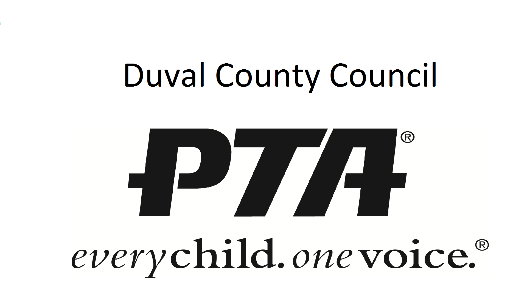 Duval County Council
PTA®
everychild. onevoice.®